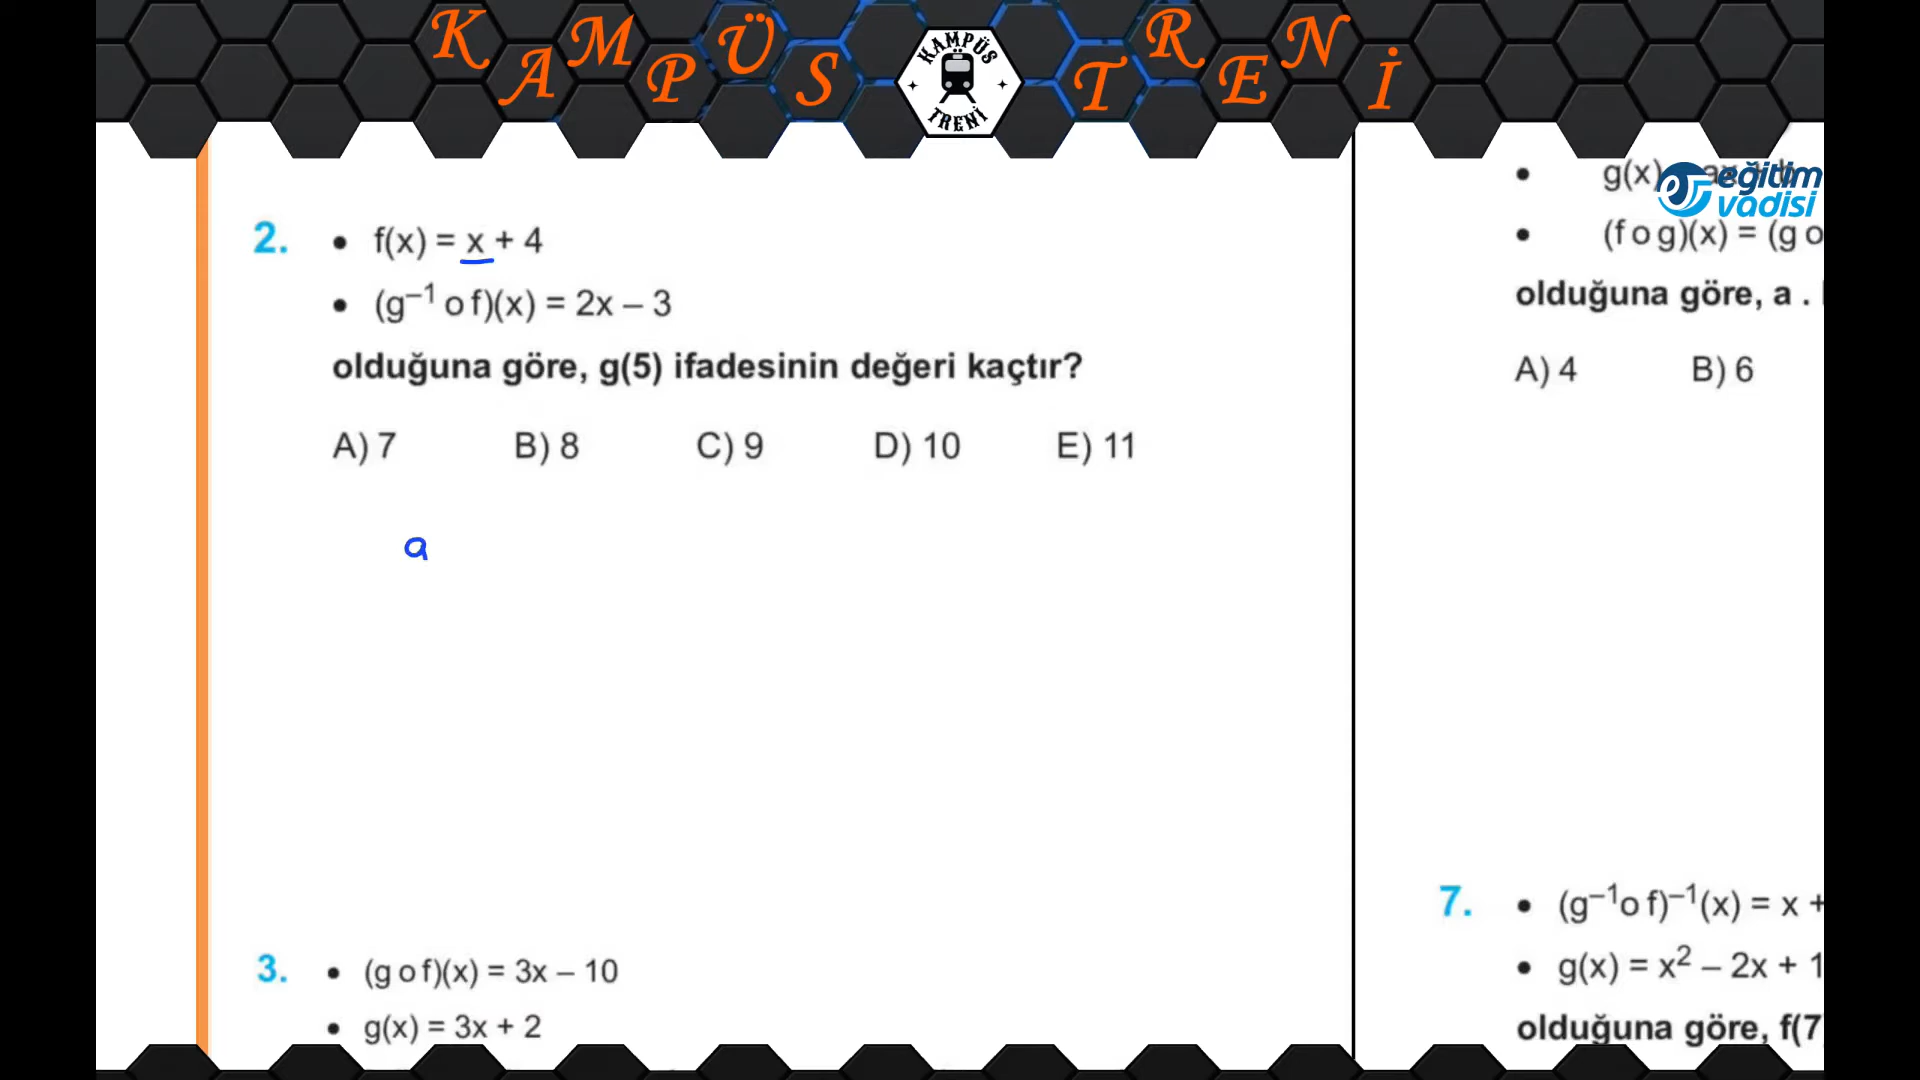 KAMPÜS TRENİ
KAMPÜS
TRENİ
eğitim
vadisi
2. • f(x) = x + 4
• (g⁻¹ o f)(x) = 2x – 3
olduğuna göre, g(5) ifadesinin değeri kaçtır?
A) 7 B) 8 C) 9 D) 10 E) 11
a
3. • (g o f)(x) = 3x – 10
• g(x) = 3x + 2
• g(x)
• (f o g)(x) = (g o
olduğuna göre, a .
A) 4 B) 6
7. • (g⁻¹o f)⁻¹(x) = x +
• g(x) = x² – 2x + 1
olduğuna göre, f(7